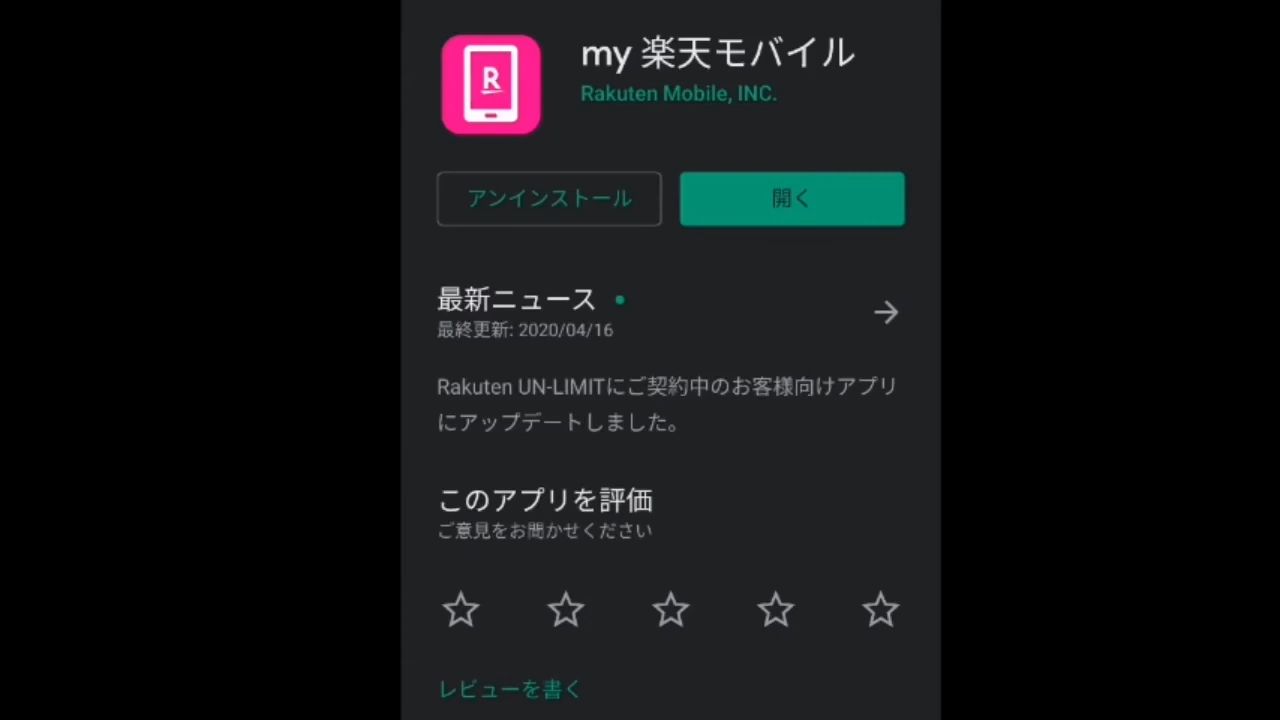 my 楽天モバイル
Rakuten Mobile, INC.
R
アンインストール
開く
最新ニュース
最終更新: 2020/04/16
Rakuten UN-LIMITにご契約中のお客様向けアプリ
にアップデートしました。
このアプリを評価
ご意見をお聞かせください
レビューを書く